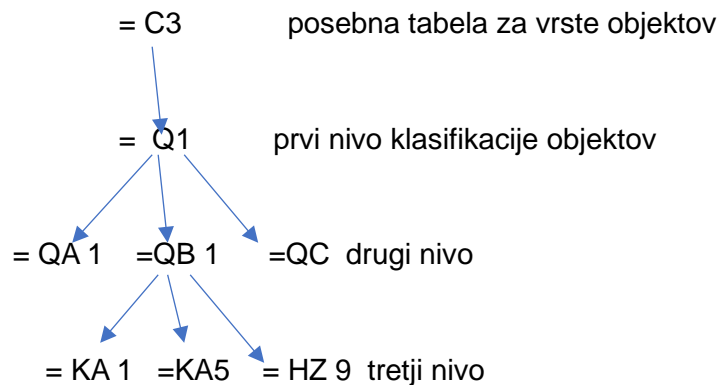 = C3 posebna tabela za vrste objektov
= Q1 prvi nivo klasifikacije objektov
= QA 1 =QB 1 =QC drugi nivo
= KA 1 =KA5 = HZ 9 tretji nivo